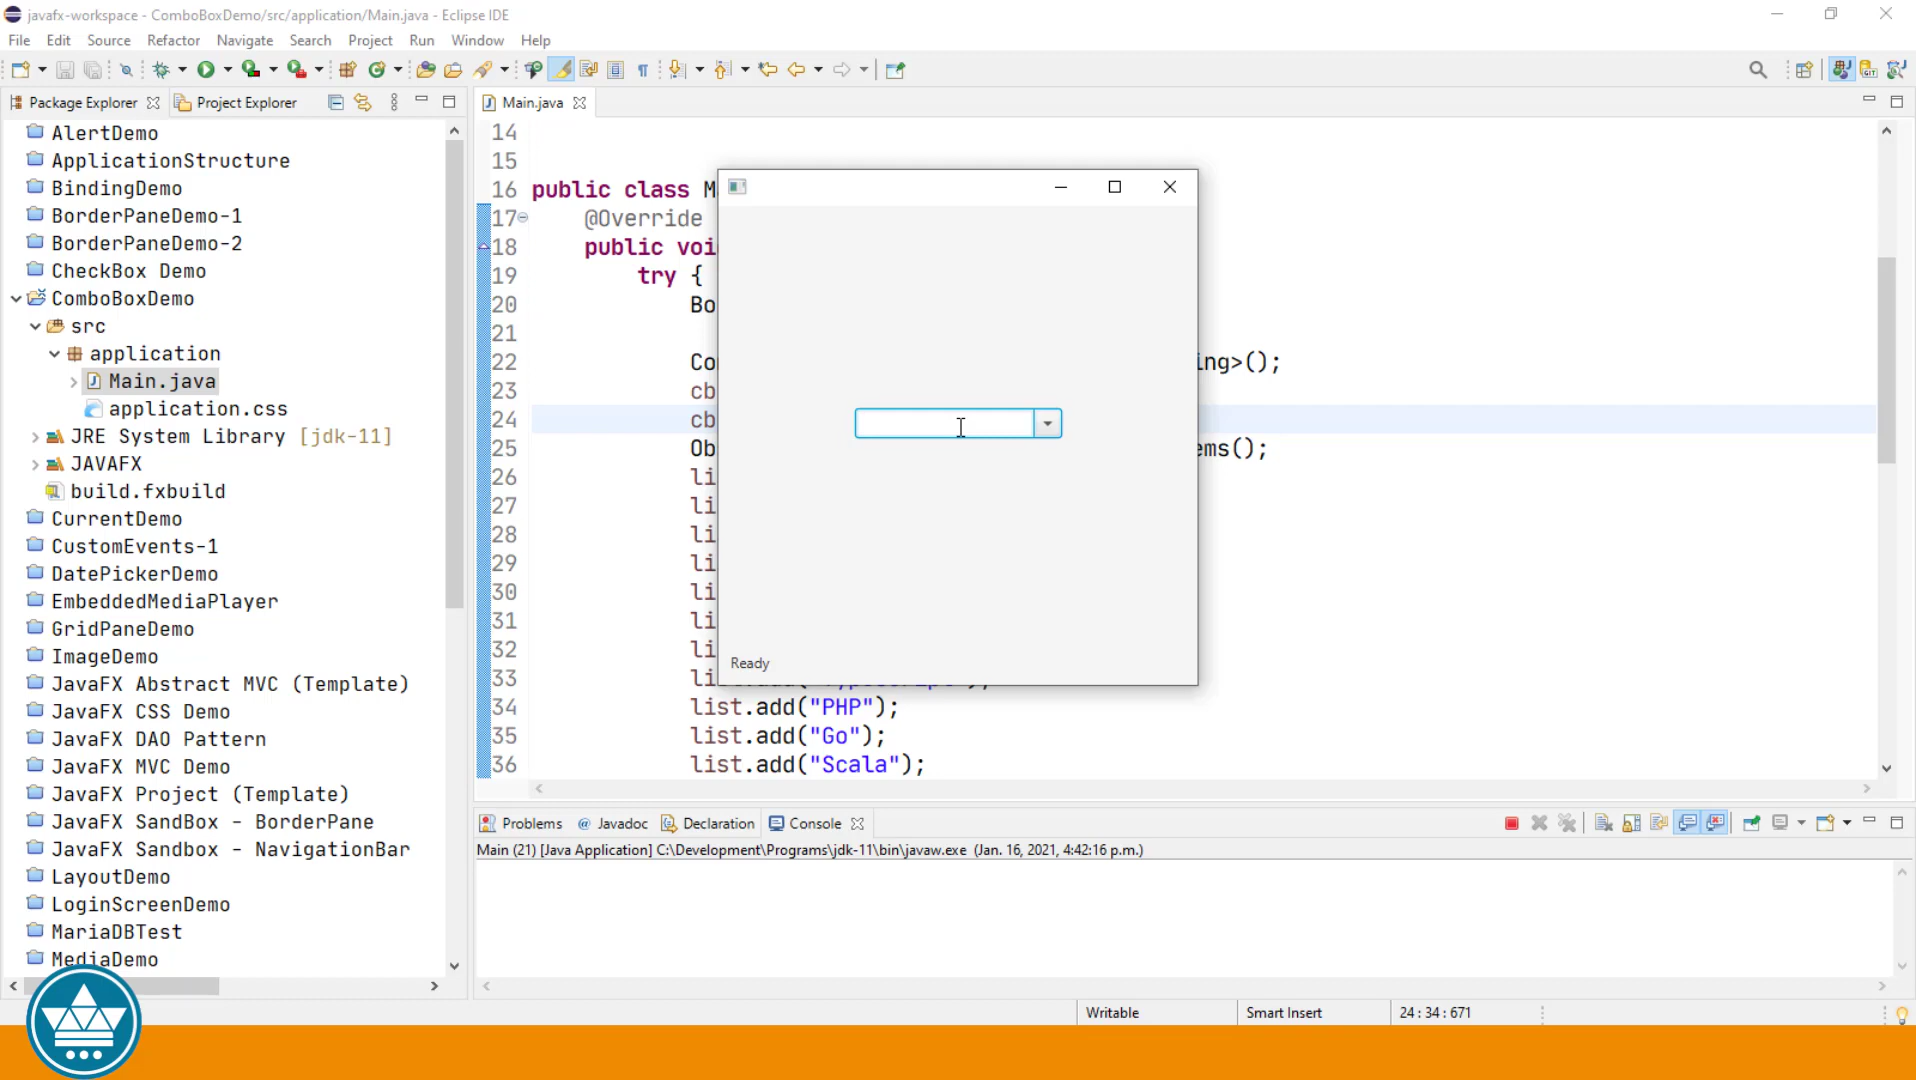 javafx-workspace - ComboBoxDemo/src/application/Main.java - Eclipse IDE
File Edit Source Refactor Navigate Search Project Run Window Help
Package Explorer Project Explorer
AlertDemo
ApplicationStructure
BindingDemo
BorderPaneDemo-1
BorderPaneDemo-2
CheckBox Demo
ComboBoxDemo
src
application
Main.java
application.css
JRE System Library [jdk-11]
JAVAFX
build.fxbuild
CurrentDemo
CustomEvents-1
DatePickerDemo
EmbeddedMediaPlayer
GridPaneDemo
ImageDemo
JavaFX Abstract MVC (Template)
JavaFX CSS Demo
JavaFX DAO Pattern
JavaFX MVC Demo
JavaFX Project (Template)
JavaFX SandBox - BorderPane
JavaFX Sandbox - NavigationBar
LayoutDemo
LoginScreenDemo
MariaDBTest
MediaDemo
Main.java
14
15
16 public class M
17 @Override
18 public voi
19 try {
20 Bo
21
22 Co ing>();
23 cb
24 cb
25 Ob ems();
26 li
27 li
28 li
29 li
30 li
31 li
32 li
33 li
34 list.add("PHP");
35 list.add("Go");
36 list.add("Scala");
Ready
Problems @ Javadoc Declaration Console
Main (21) [Java Application] C:\Development\Programs\jdk-11\bin\javaw.exe (Jan. 16, 2021, 4:42:16 p.m.)
Writable Smart Insert 24 : 34 : 671